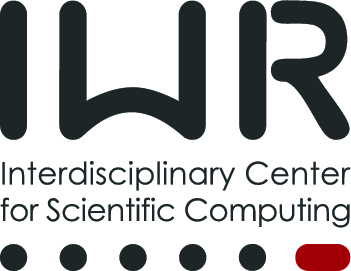 IWR
Interdisciplinary Center
for Scientific Computing